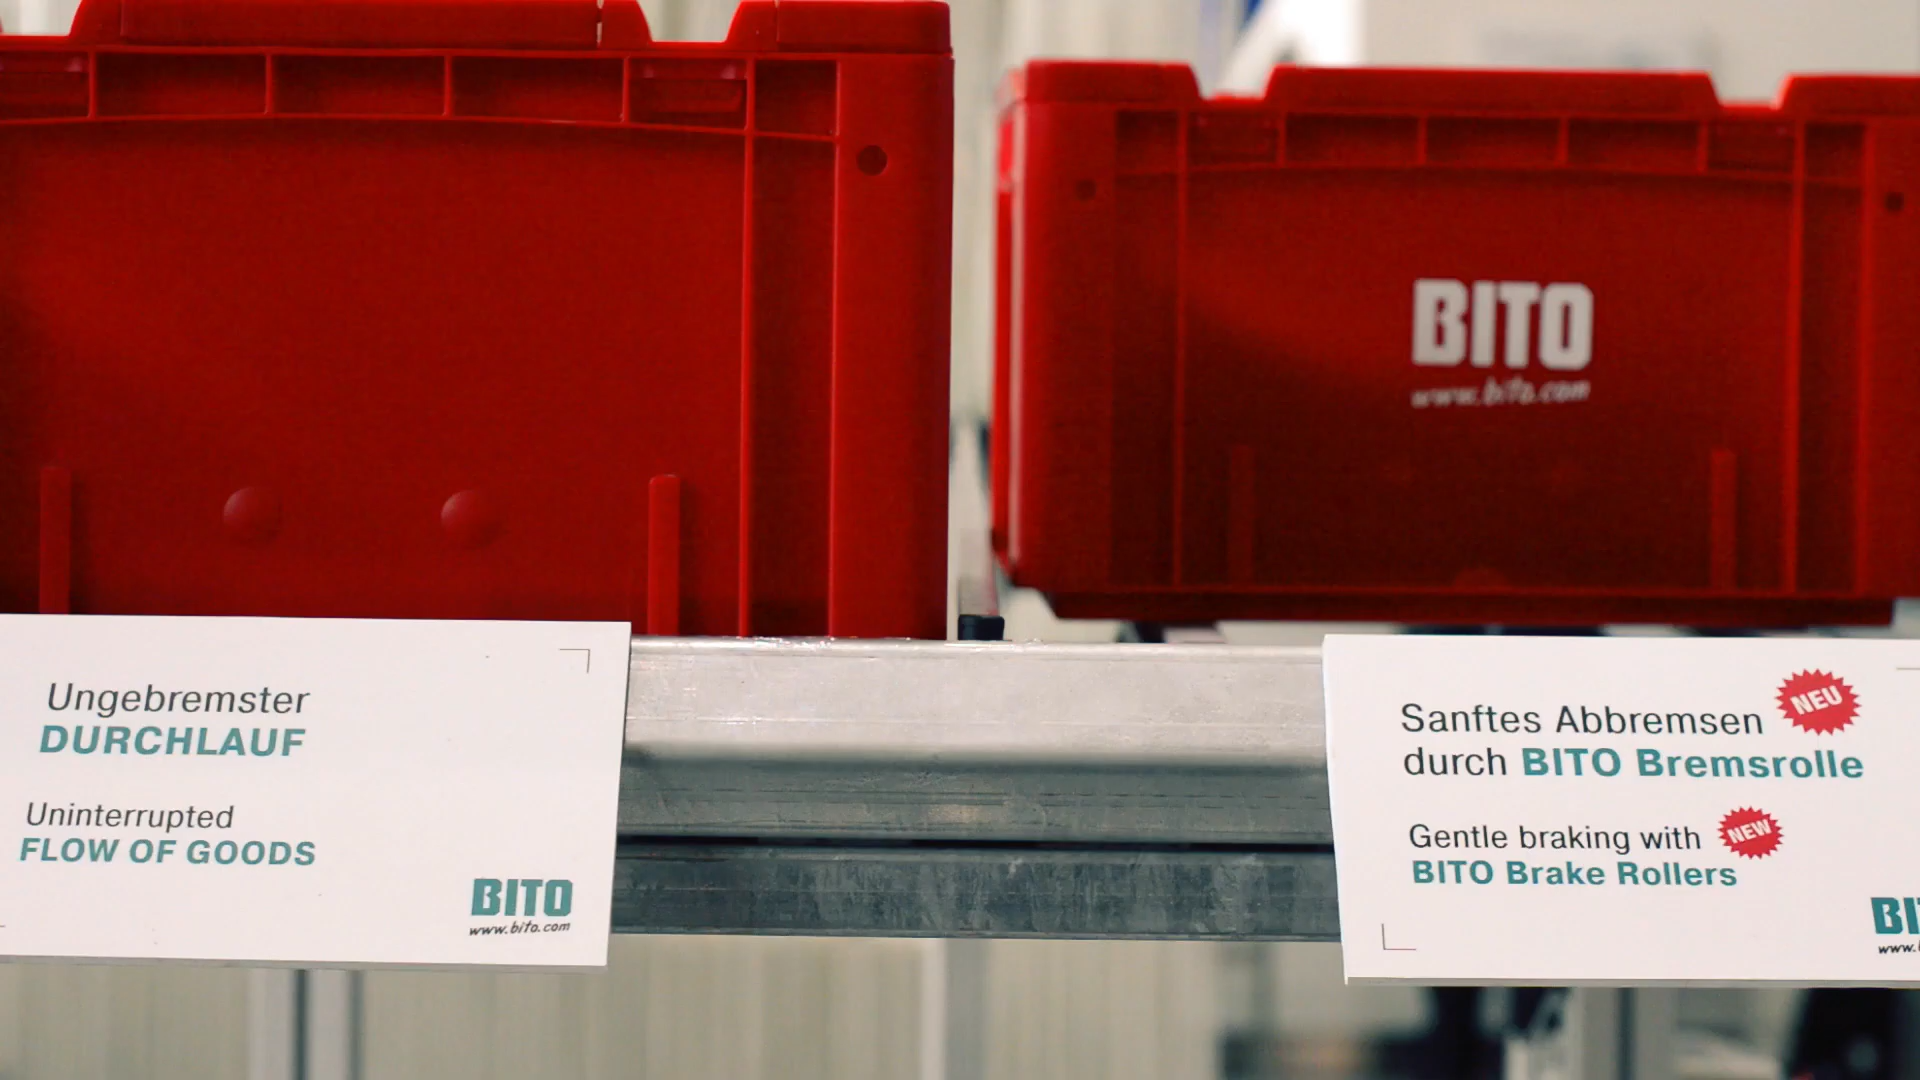 BITO
www.bito.com
Ungebremster
DURCHLAUF
Uninterrupted
FLOW OF GOODS
BITO
www.bito.com
Sanftes Abbremsen NEU
durch BITO Bremsrolle
Gentle braking with NEW
BITO Brake Rollers